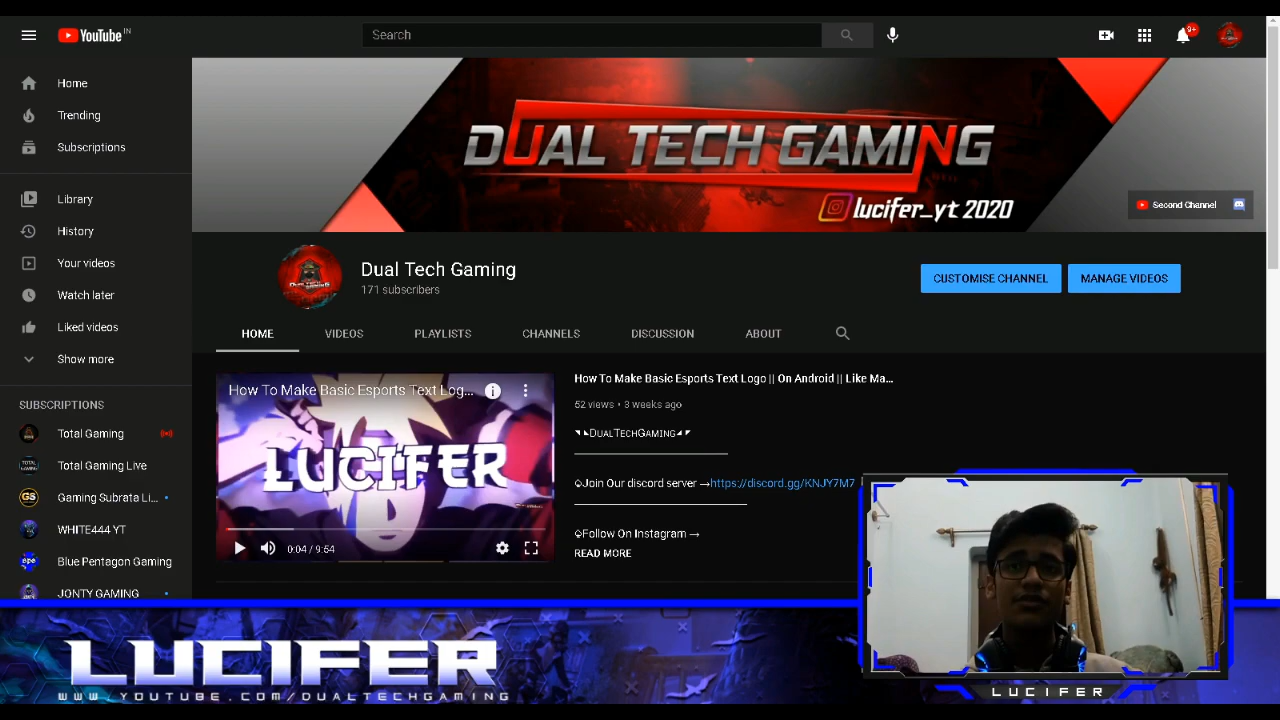 YouTube IN
Search
9+
Home
Trending
Subscriptions
Library
History
Your videos
Watch later
Liked videos
Show more
SUBSCRIPTIONS
Total Gaming
Total Gaming Live
Gaming Subrata Li...
WHITE444 YT
Blue Pentagon Gaming
JONTY GAMING
DUAL TECH GAMING
lucifer_yt 2020
Second Channel
Dual Tech Gaming
171 subscribers
CUSTOMISE CHANNEL
MANAGE VIDEOS
HOME
VIDEOS
PLAYLISTS
CHANNELS
DISCUSSION
ABOUT
How To Make Basic Esports Text Log...
LUCIFER
0:04 / 9:54
How To Make Basic Esports Text Logo || On Android || Like Ma...
52 views • 3 weeks ago
◥◣DUALTECHGAMING◢◤
Join Our discord server →https://discord.gg/KNJY7M7
Follow On Instagram →
READ MORE
LUCIFER
WWW.YOUTUBE.COM/DUALTECHGAMING
LUCIFER